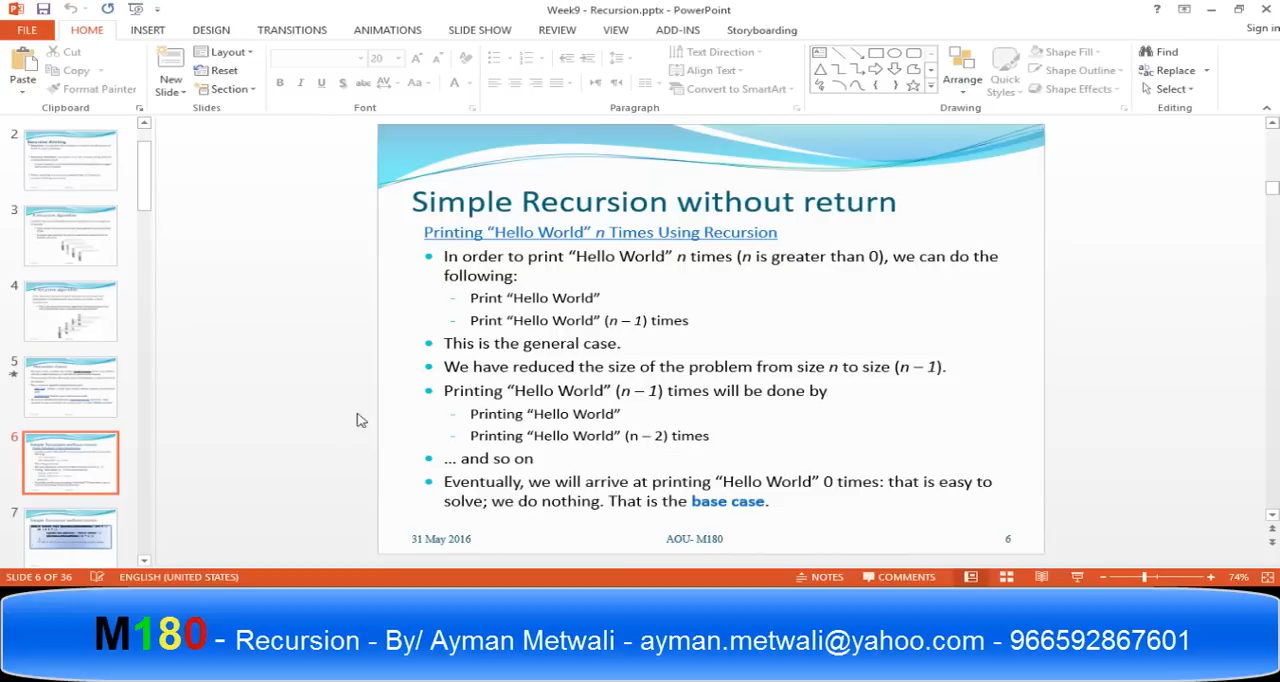 Week9 - Recursion.pptx - PowerPoint
FILE HOME INSERT DESIGN TRANSITIONS ANIMATIONS SLIDE SHOW REVIEW VIEW ADD-INS Storyboarding Sign in
Paste
Cut
Copy
Format Painter
Clipboard
New
Slide
Layout
Reset
Section
Slides
20
Font
Text Direction
Align Text
Convert to SmartArt
Paragraph
Arrange
Quick
Styles
Shape Fill
Shape Outline
Shape Effects
Drawing
Find
Replace
Select
Editing
2
3
4
5
6
7
Simple Recursion without return
Printing “Hello World” n Times Using Recursion
In order to print “Hello World” n times (n is greater than 0), we can do the
following:
- Print “Hello World”
- Print “Hello World” (n – 1) times
This is the general case.
We have reduced the size of the problem from size n to size (n – 1).
Printing “Hello World” (n – 1) times will be done by
- Printing “Hello World”
- Printing “Hello World” (n – 2) times
... and so on
Eventually, we will arrive at printing “Hello World” 0 times: that is easy to
solve; we do nothing. That is the base case.
31 May 2016 AOU- M180 6
SLIDE 6 OF 36 ENGLISH (UNITED STATES) NOTES COMMENTS 74%
M180 - Recursion - By/ Ayman Metwali - ayman.metwali@yahoo.com - 966592867601